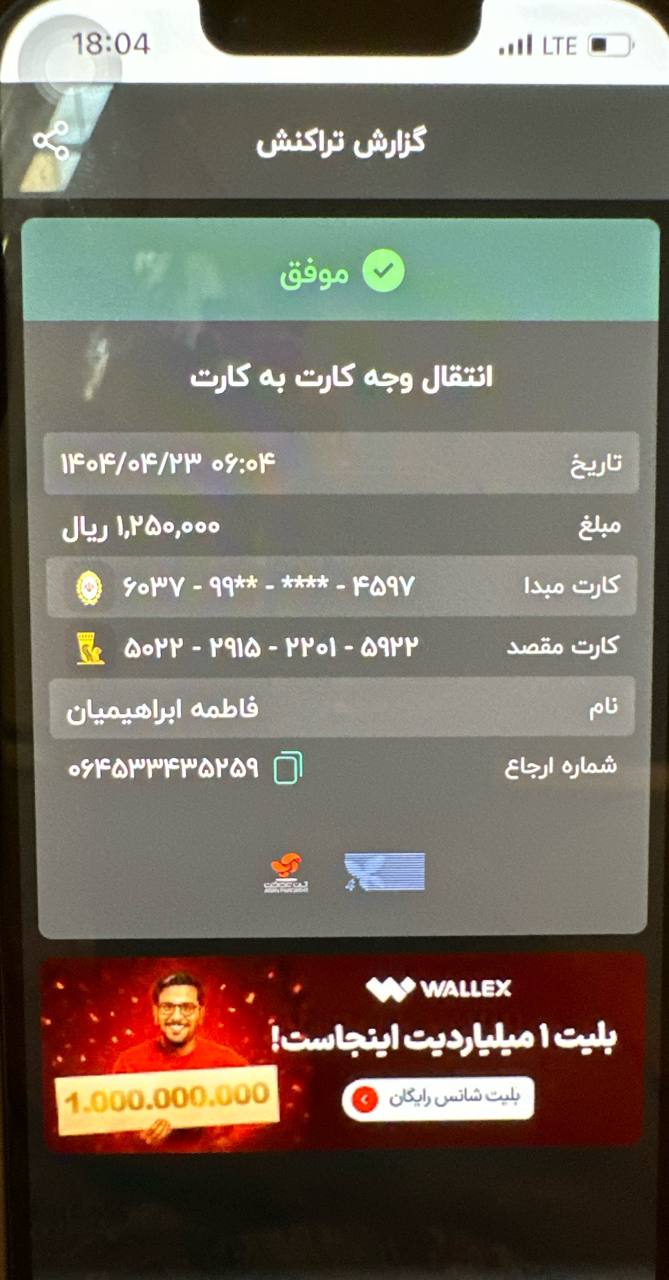 18:04
LTE
گزارش تراکنش
موفق
انتقال وجه کارت به کارت
تاریخ ۱۴۰۴/۰۴/۲۳ ۰۶:۰۴
مبلغ ۱,۲۵۰,۰۰۰ ریال
کارت مبدا ۶۰۳۷ - ۹۹** - **** - ۴۵۹۷
کارت مقصد ۵۰۲۲ - ۲۹۱۵ - ۲۲۰۱ - ۵۹۲۲
نام فاطمه ابراهیمیان
شماره ارجاع ۰۶۴۵۳۳۴۳۵۲۵۹
WALLEX
بلیت ۱ میلیاردیت اینجاست!
1.000.000.000
بلیت شانس رایگان